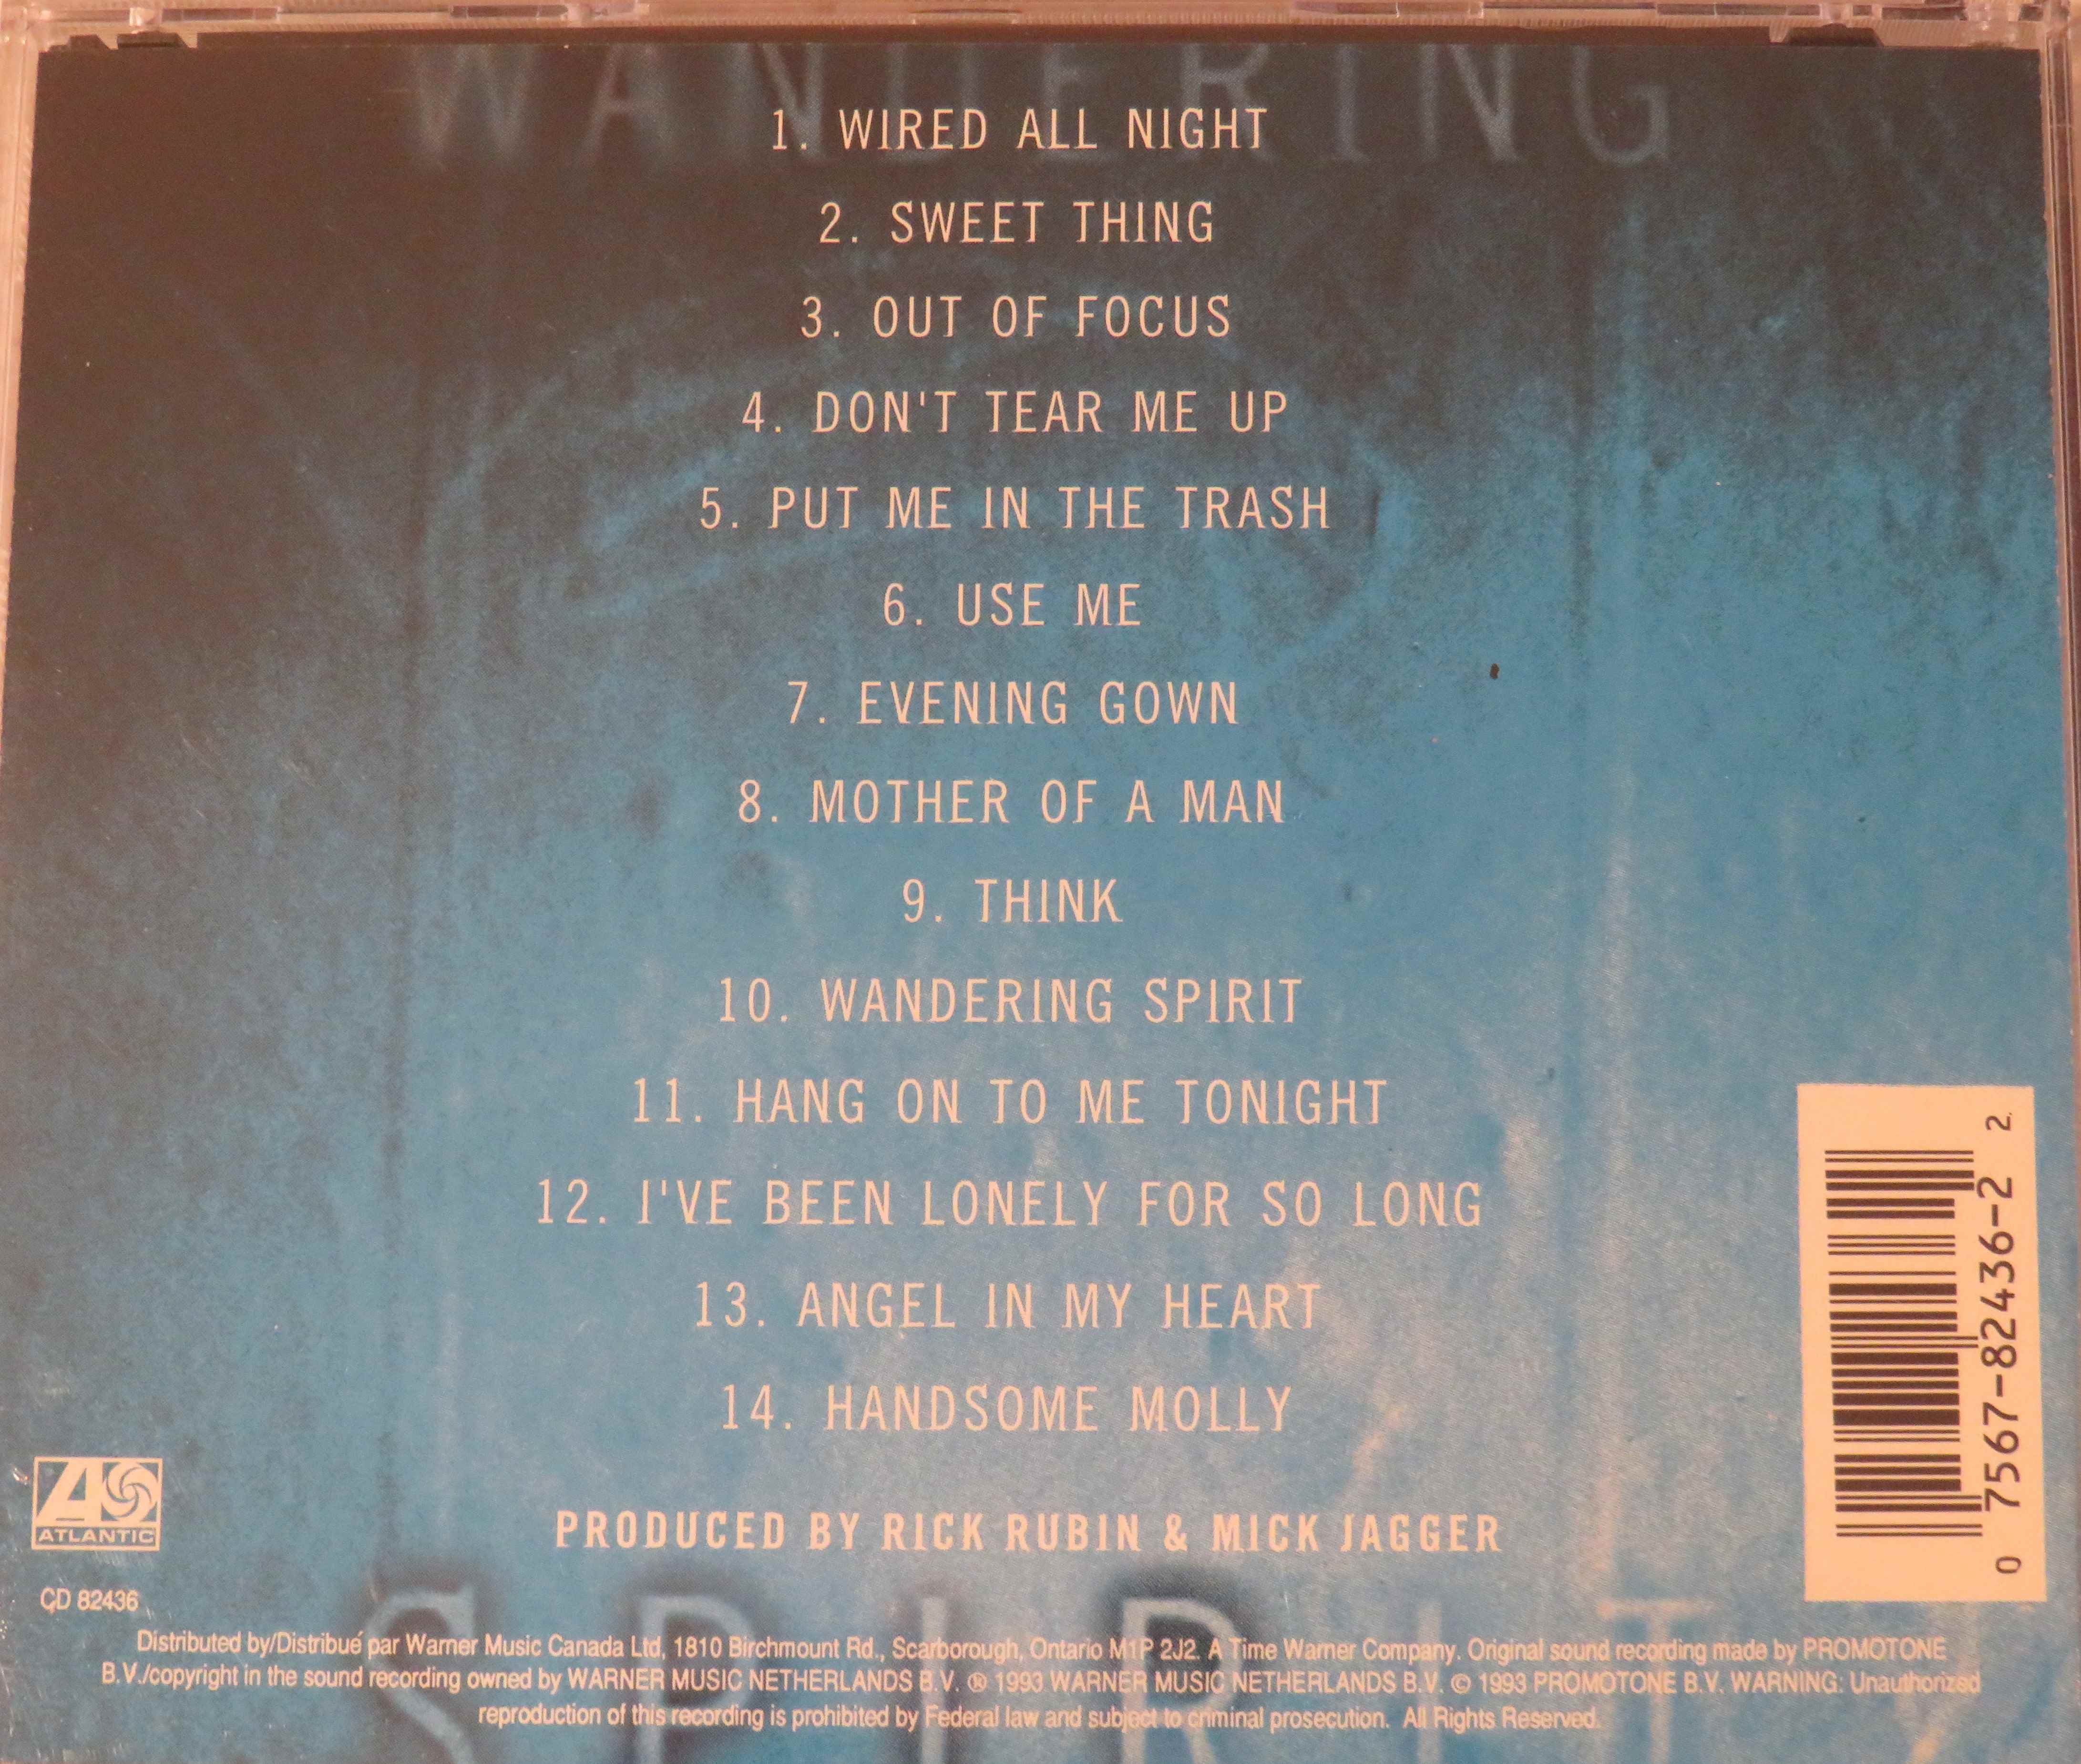 WANDERING
1. WIRED ALL NIGHT
2. SWEET THING
3. OUT OF FOCUS
4. DON'T TEAR ME UP
5. PUT ME IN THE TRASH
6. USE ME
7. EVENING GOWN
8. MOTHER OF A MAN
9. THINK
10. WANDERING SPIRIT
11. HANG ON TO ME TONIGHT
12. I'VE BEEN LONELY FOR SO LONG
13. ANGEL IN MY HEART
14. HANDSOME MOLLY
PRODUCED BY RICK RUBIN & MICK JAGGER
SPIRIT
ATLANTIC
CD 82436
0 7567-82436-2 2
Distributed by/Distribué par Warner Music Canada Ltd, 1810 Birchmount Rd., Scarborough, Ontario M1P 2J2. A Time Warner Company. Original sound recording made by PROMOTONE
B.V./copyright in the sound recording owned by WARNER MUSIC NETHERLANDS B.V. ® 1993 WARNER MUSIC NETHERLANDS B.V. © 1993 PROMOTONE B.V. WARNING: Unauthorized
reproduction of this recording is prohibited by Federal law and subject to criminal prosecution. All Rights Reserved.